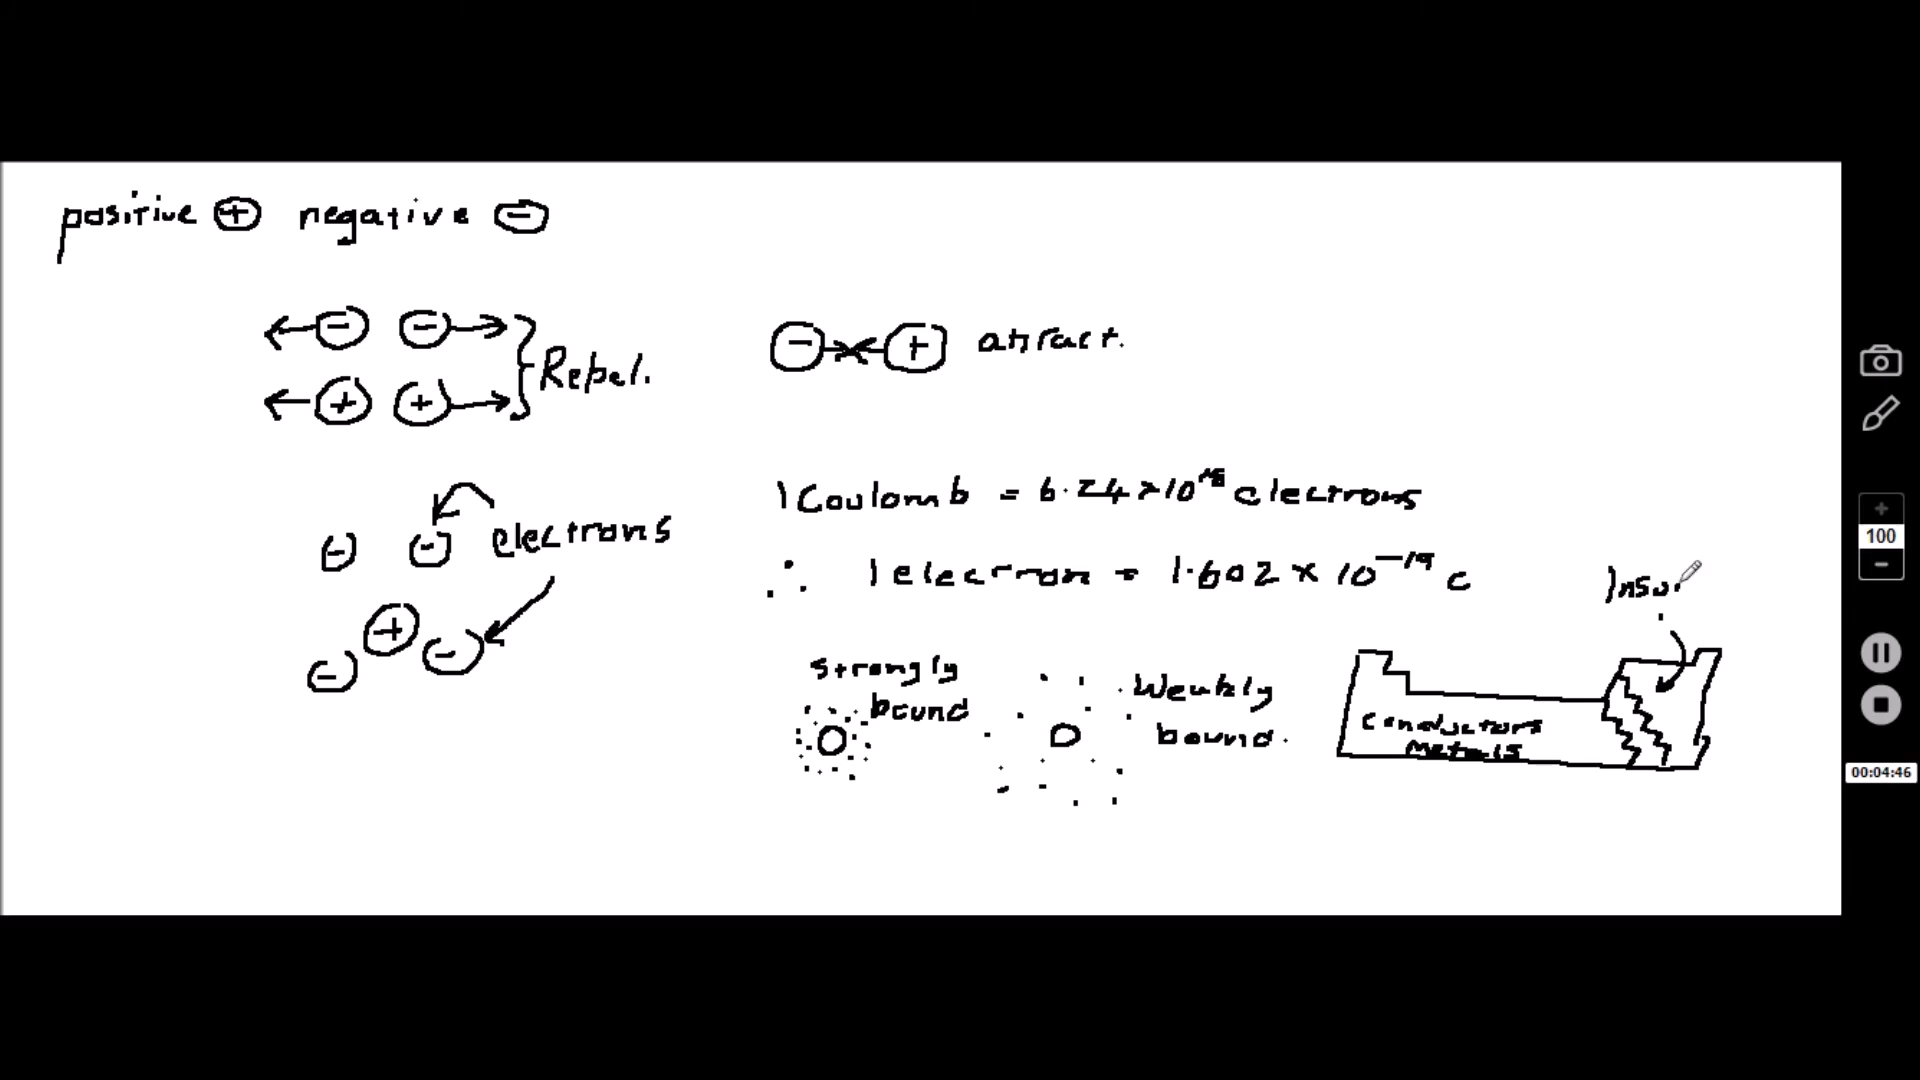 positive ⊕ negative ⊖
Repel.
attract.
1 Coulomb = 6.24 × 10^18 electrons
electrons
∴ 1 electron = 1.602 × 10^-19 C
Insu
Strongly
bound
Weakly
bound.
Conductors
Metals
100
00:04:46